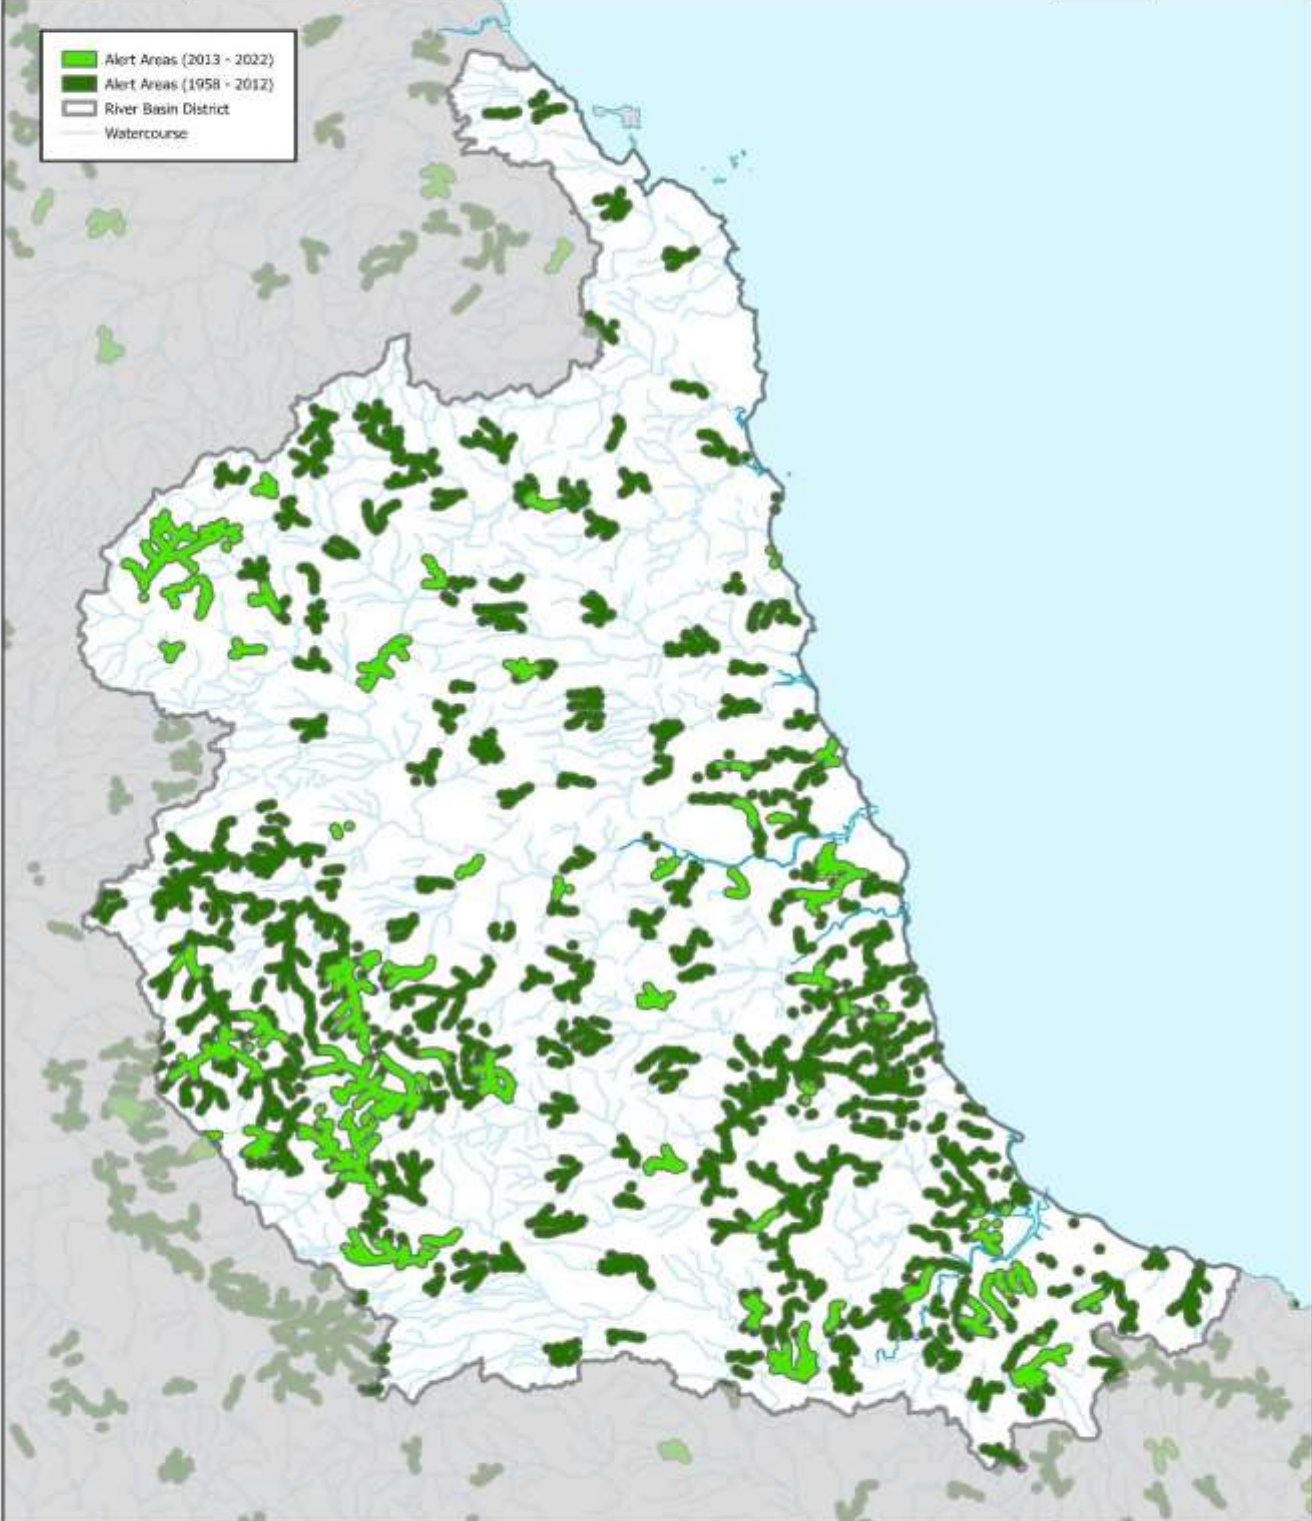 Alert Areas (2013 - 2022)
Alert Areas (1958 - 2012)
River Basin District
Watercourse